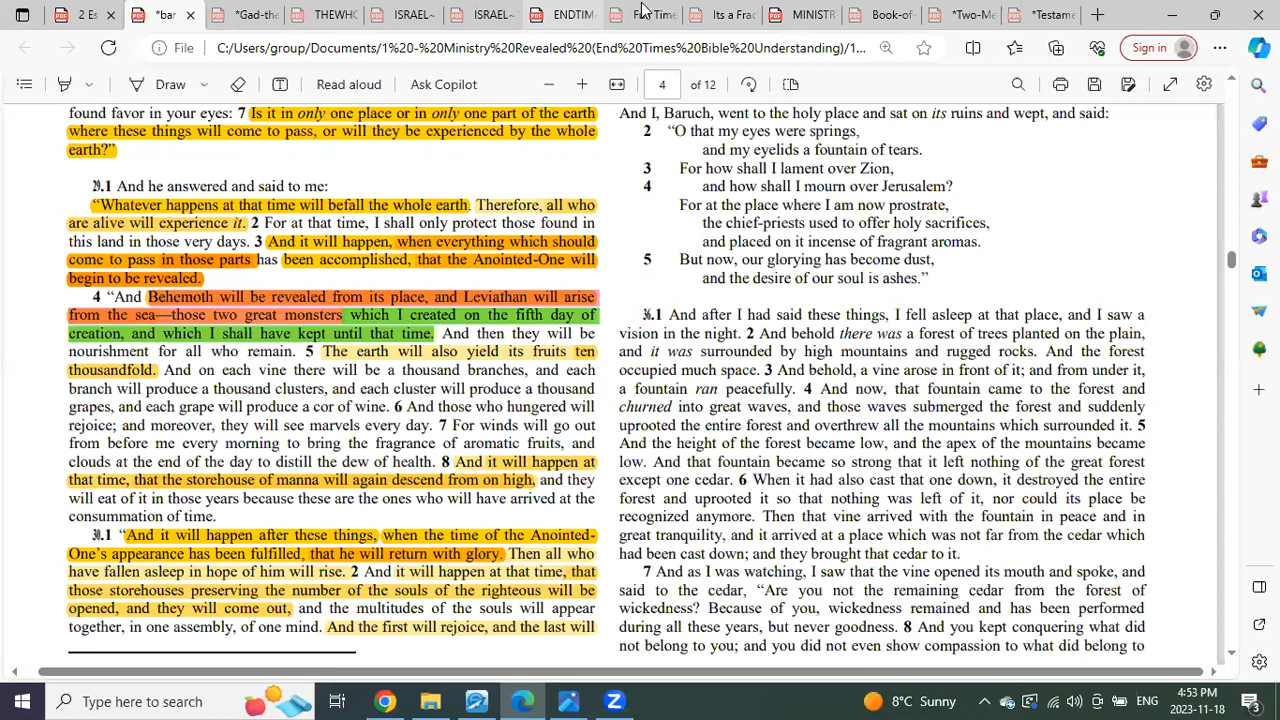 2 Es
*bar
*Gad-the
THEWHO
ISRAEL~
ISRAEL~
ENDTIM
Its a Frac
MINISTR
Book-of-
*Two-Me
*Testame
File
C:/Users/group/Documents/1%20-%20Ministry%20Revealed%20(End%20Times%20Bible%20Understanding)/1...
Sign in
Draw
Read aloud
Ask Copilot
4
of 12
found favor in your eyes: 7 Is it in only one place or in only one part of the earth
where these things will come to pass, or will they be experienced by the whole
earth?”
29.1 And he answered and said to me:
“Whatever happens at that time will befall the whole earth. Therefore, all who
are alive will experience it. 2 For at that time, I shall only protect those found in
this land in those very days. 3 And it will happen, when everything which should
come to pass in those parts has been accomplished, that the Anointed-One will
begin to be revealed.
4 “And Behemoth will be revealed from its place, and Leviathan will arise
from the sea—those two great monsters which I created on the fifth day of
creation, and which I shall have kept until that time. And then they will be
nourishment for all who remain. 5 The earth will also yield its fruits ten
thousandfold. And on each vine there will be a thousand branches, and each
branch will produce a thousand clusters, and each cluster will produce a thousand
grapes, and each grape will produce a cor of wine. 6 And those who hungered will
rejoice; and moreover, they will see marvels every day. 7 For winds will go out
from before me every morning to bring the fragrance of aromatic fruits, and
clouds at the end of the day to distill the dew of health. 8 And it will happen at
that time, that the storehouse of manna will again descend from on high, and they
will eat of it in those years because these are the ones who will have arrived at the
consummation of time.
30.1 “And it will happen after these things, when the time of the Anointed-
One’s appearance has been fulfilled, that he will return with glory. Then all who
have fallen asleep in hope of him will rise. 2 And it will happen at that time, that
those storehouses preserving the number of the souls of the righteous will be
opened, and they will come out, and the multitudes of the souls will appear
together, in one assembly, of one mind. And the first will rejoice, and the last will
And I, Baruch, went to the holy place and sat on its ruins and wept, and said:
2 “O that my eyes were springs,
and my eyelids a fountain of tears.
3 For how shall I lament over Zion,
4 and how shall I mourn over Jerusalem?
For at the place where I am now prostrate,
the chief-priests used to offer holy sacrifices,
and placed on it incense of fragrant aromas.
5 But now, our glorying has become dust,
and the desire of our soul is ashes.”
36.1 And after I had said these things, I fell asleep at that place, and I saw a
vision in the night. 2 And behold there was a forest of trees planted on the plain,
and it was surrounded by high mountains and rugged rocks. And the forest
occupied much space. 3 And behold, a vine arose in front of it; and from under it,
a fountain ran peacefully. 4 And now, that fountain came to the forest and
churned into great waves, and those waves submerged the forest and suddenly
uprooted the entire forest and overthrew all the mountains which surrounded it. 5
And the height of the forest became low, and the apex of the mountains became
low. And that fountain became so strong that it left nothing of the great forest
except one cedar. 6 When it had also cast that one down, it destroyed the entire
forest and uprooted it so that nothing was left of it, nor could its place be
recognized anymore. Then that vine arrived with the fountain in peace and in
great tranquility, and it arrived at a place which was not far from the cedar which
had been cast down; and they brought that cedar to it.
7 And as I was watching, I saw that the vine opened its mouth and spoke, and
said to the cedar, “Are you not the remaining cedar from the forest of
wickedness? Because of you, wickedness remained and has been performed
during all these years, but never goodness. 8 And you kept conquering what did
not belong to you; and you did not even show compassion to what did belong to
Type here to search
8°C Sunny
ENG
4:53 PM
2023-11-18
3